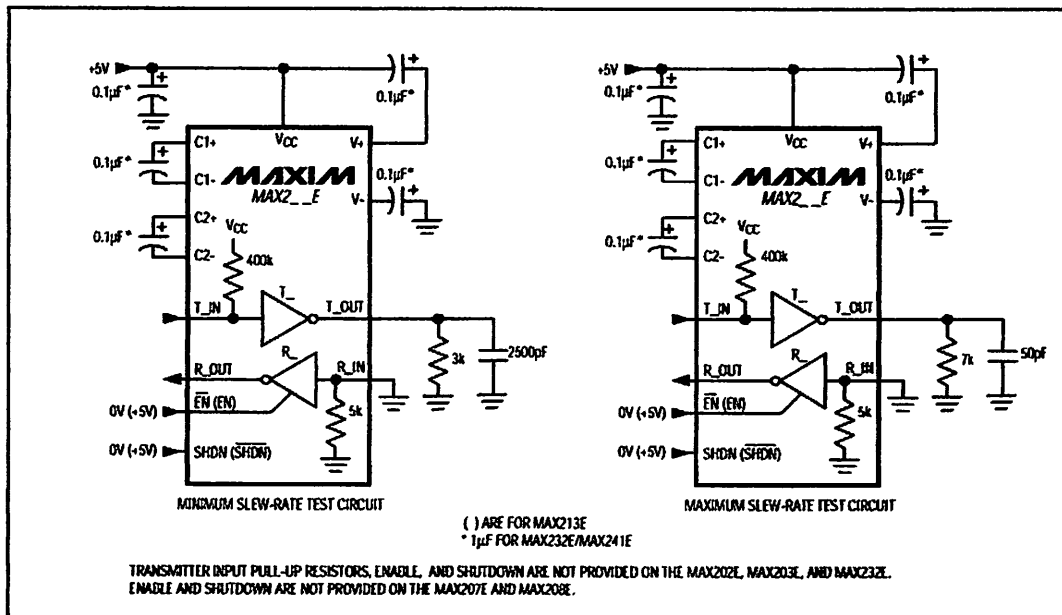 +5V
0.1µF*
0.1µF*
VCC
V+
C1+
0.1µF*
C1-
MAXIM
MAX2_ _E
0.1µF*
V-
C2+
0.1µF*
C2-
VCC
400k
T_IN
T_
T_OUT
3k
2500pF
R_OUT
R_
R_IN
0V (+5V)
EN (EN)
5k
0V (+5V)
SHDN (SHDN)
MINIMUM SLEW-RATE TEST CIRCUIT
+5V
0.1µF*
0.1µF*
VCC
V+
C1+
0.1µF*
C1-
MAXIM
MAX2_ _E
0.1µF*
V-
C2+
0.1µF*
C2-
VCC
400k
T_IN
T_
T_OUT
7k
50pF
R_OUT
R_
R_IN
0V (+5V)
EN (EN)
5k
0V (+5V)
SHDN (SHDN)
MAXIMUM SLEW-RATE TEST CIRCUIT
( ) ARE FOR MAX213E
* 1µF FOR MAX232E/MAX241E
TRANSMITTER INPUT PULL-UP RESISTORS, ENABLE, AND SHUTDOWN ARE NOT PROVIDED ON THE MAX202E, MAX203E, AND MAX232E.
ENABLE AND SHUTDOWN ARE NOT PROVIDED ON THE MAX207E AND MAX208E.